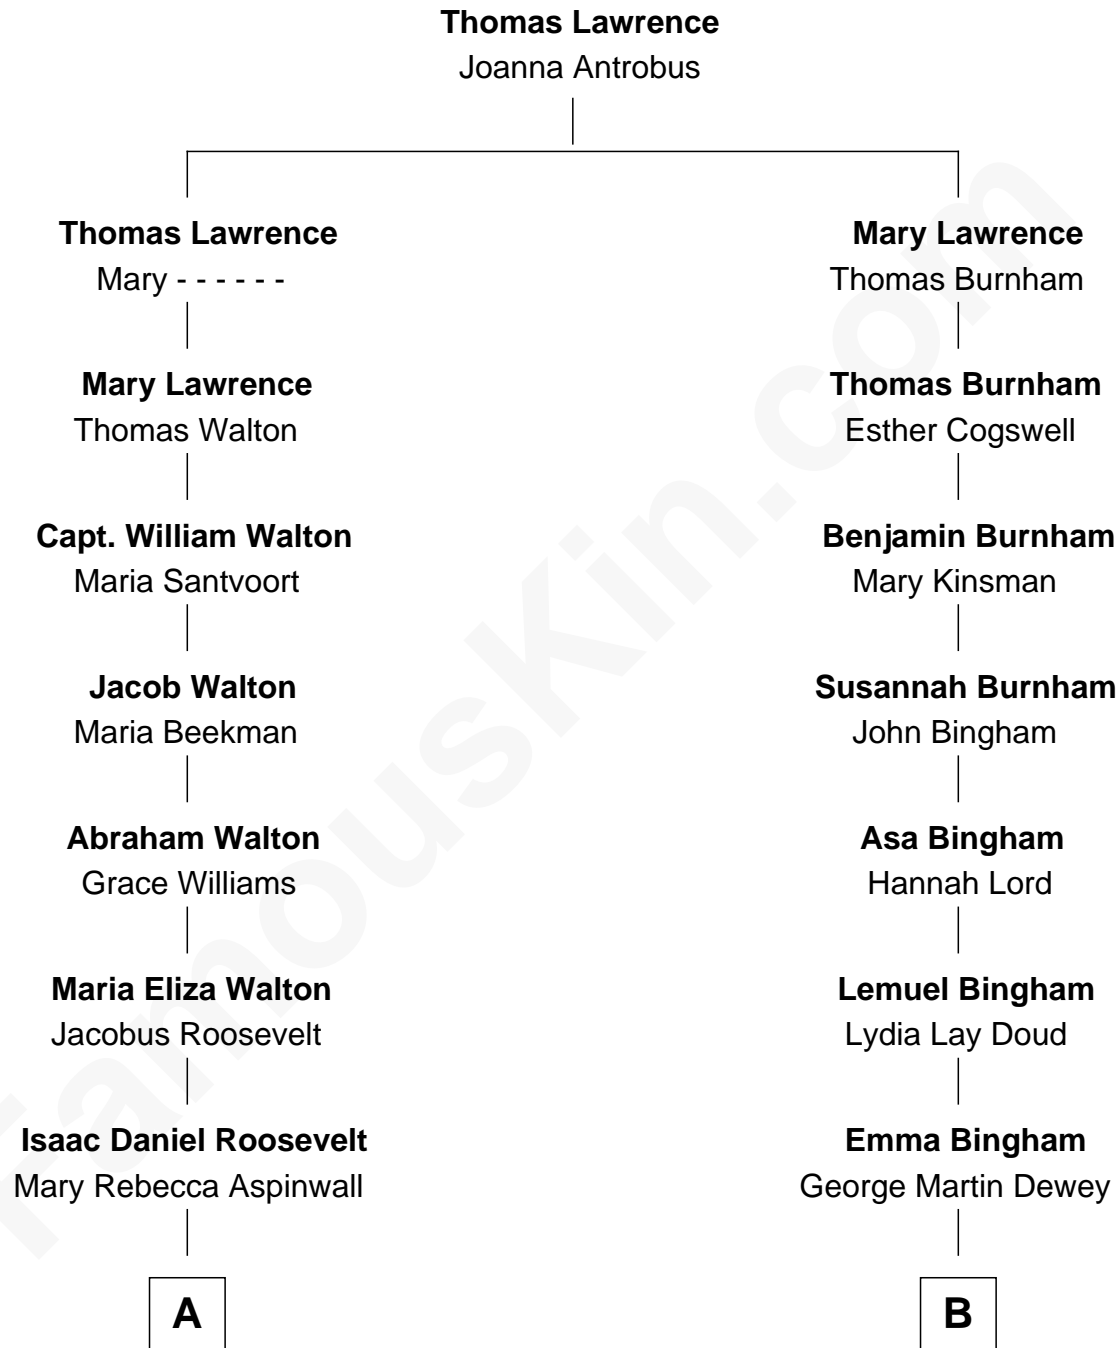 Thomas Lawrence
Joanna Antrobus
Thomas Lawrence
Mary - - - - - -
Mary Lawrence
Thomas Burnham
Mary Lawrence
Thomas Walton
Thomas Burnham
Esther Cogswell
Capt. William Walton
Maria Santvoort
Benjamin Burnham
Mary Kinsman
Jacob Walton
Maria Beekman
Susannah Burnham
John Bingham
Abraham Walton
Grace Williams
Asa Bingham
Hannah Lord
Maria Eliza Walton
Jacobus Roosevelt
Lemuel Bingham
Lydia Lay Doud
Isaac Daniel Roosevelt
Mary Rebecca Aspinwall
Emma Bingham
George Martin Dewey
A
B
FamousKin.com